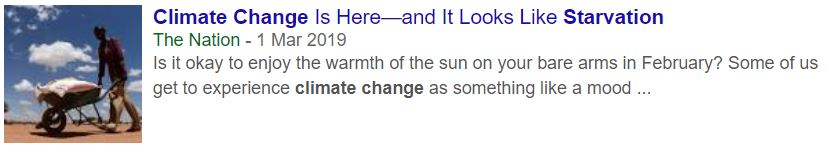 Climate Change Is Here—and It Looks Like Starvation
The Nation - 1 Mar 2019
Is it okay to enjoy the warmth of the sun on your bare arms in February? Some of us
get to experience climate change as something like a mood ...